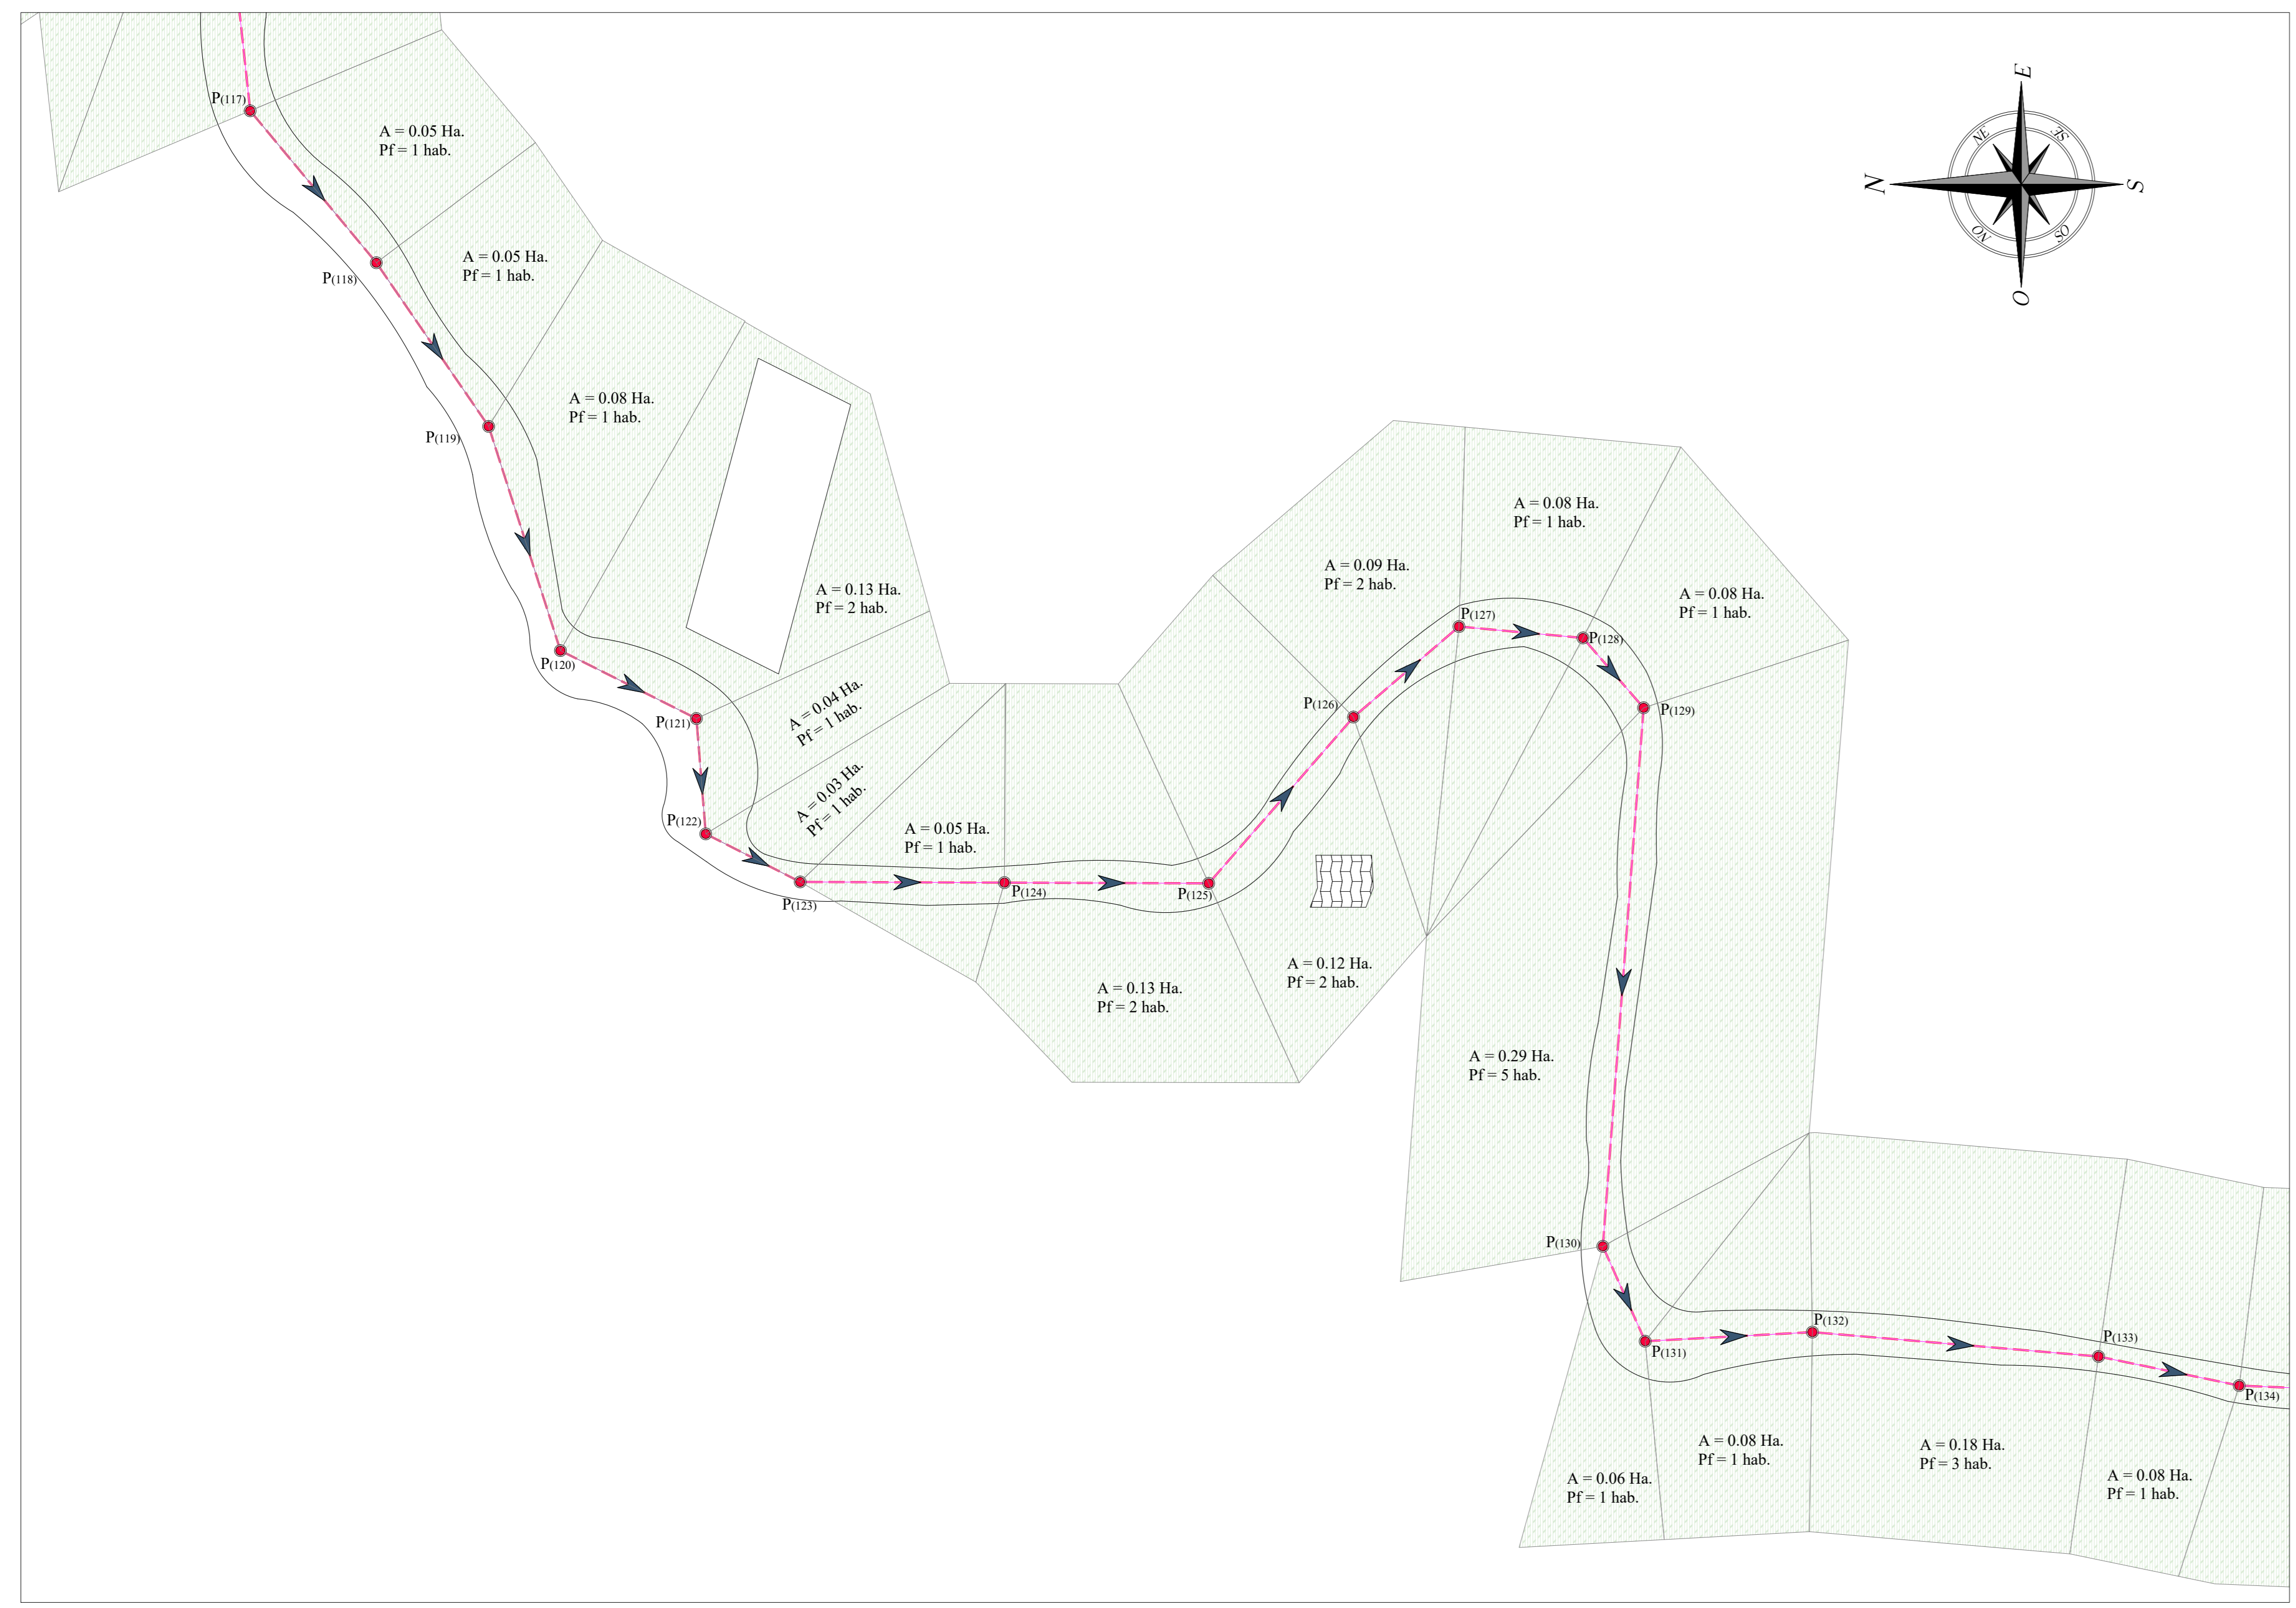 P(117)
A = 0.05 Ha.
Pf = 1 hab.
P(118)
A = 0.05 Ha.
Pf = 1 hab.
P(119)
A = 0.08 Ha.
Pf = 1 hab.
P(120)
A = 0.13 Ha.
Pf = 2 hab.
P(121)
A = 0.04 Ha.
Pf = 1 hab.
P(122)
A = 0.03 Ha.
Pf = 1 hab.
P(123)
A = 0.05 Ha.
Pf = 1 hab.
P(124)
A = 0.13 Ha.
Pf = 2 hab.
P(125)
A = 0.12 Ha.
Pf = 2 hab.
P(126)
A = 0.09 Ha.
Pf = 2 hab.
P(127)
A = 0.08 Ha.
Pf = 1 hab.
P(128)
A = 0.08 Ha.
Pf = 1 hab.
P(129)
A = 0.29 Ha.
Pf = 5 hab.
P(130)
A = 0.06 Ha.
Pf = 1 hab.
P(131)
A = 0.08 Ha.
Pf = 1 hab.
P(132)
A = 0.18 Ha.
Pf = 3 hab.
P(133)
A = 0.08 Ha.
Pf = 1 hab.
P(134)
E
NE
SE
N
S
NO
SO
O